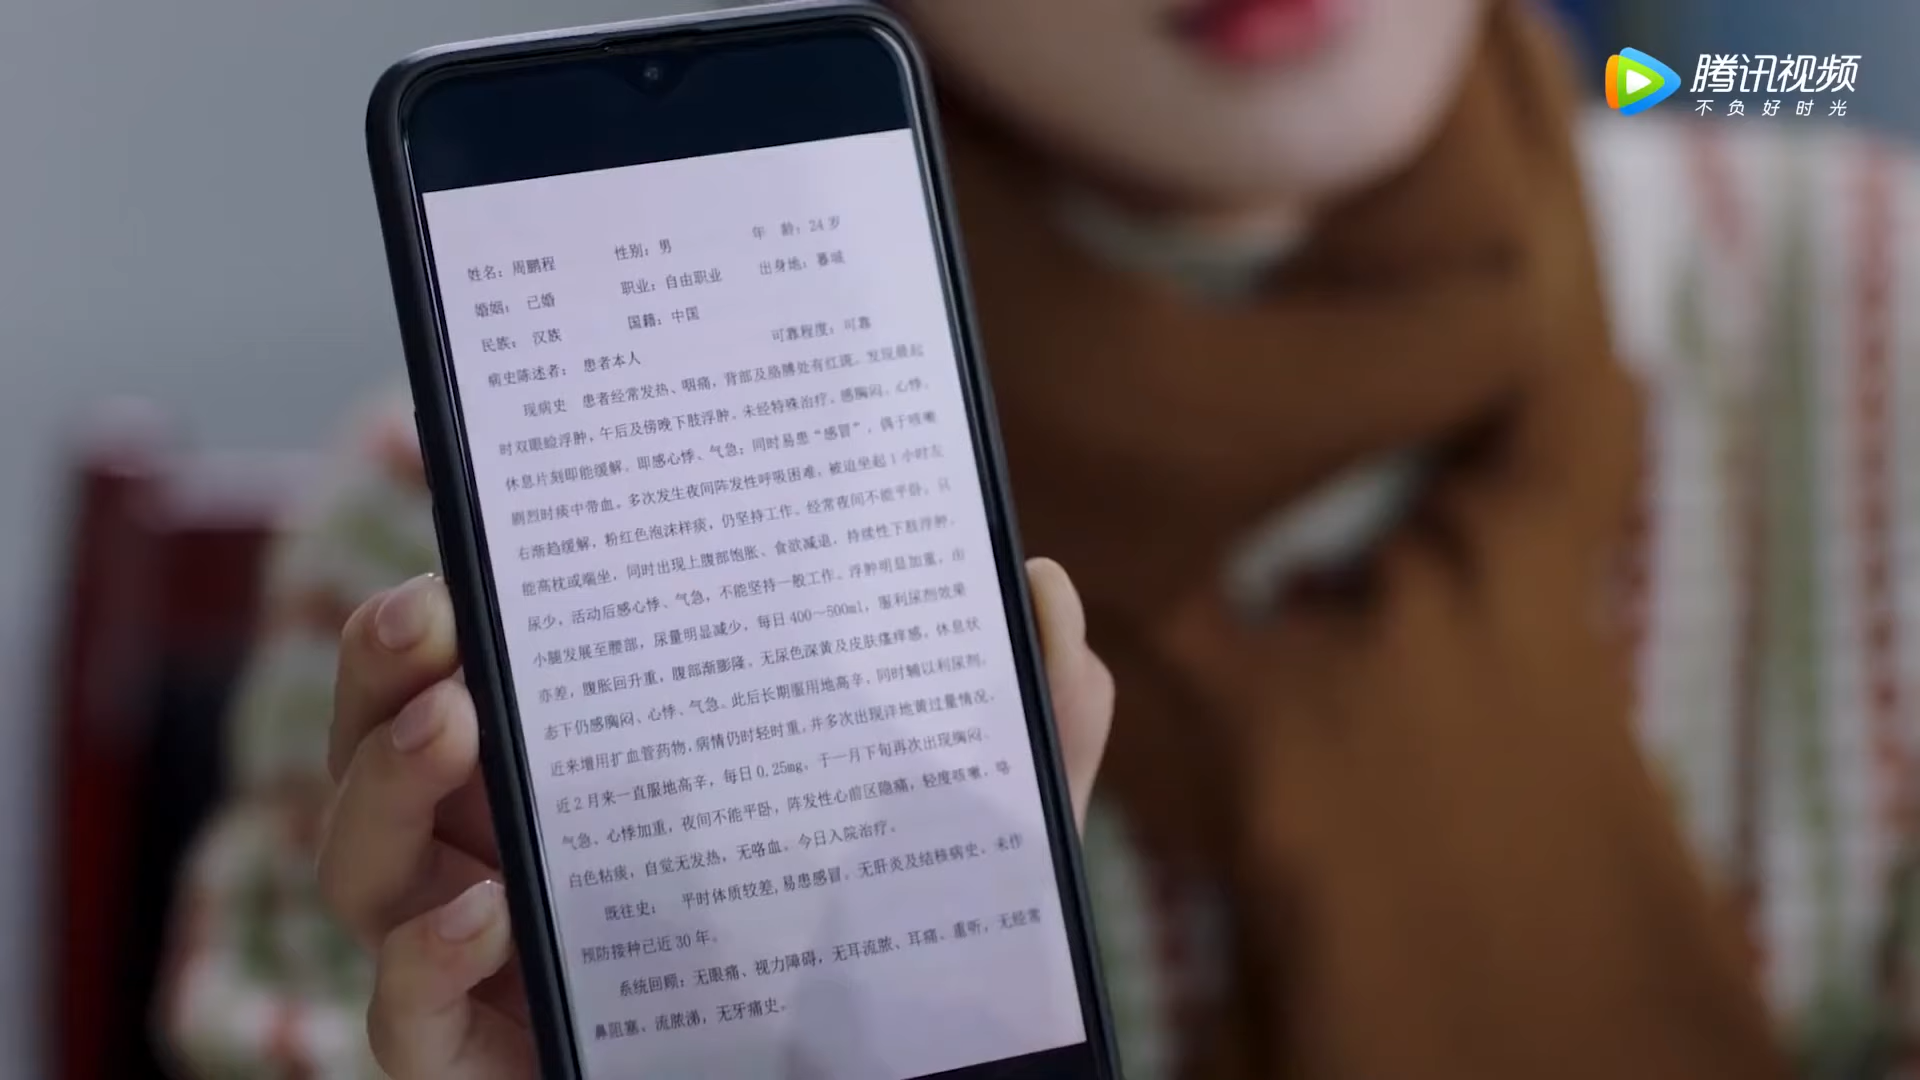 腾讯视频
不负好时光
姓名：周鹏程 性别：男 年 龄：24岁
婚姻： 已婚 职业：自由职业 出身地：暮城
民族： 汉族 国籍：中国
病史陈述者： 患者本人 可靠程度：可靠
现病史 患者经常发热、咽痛，背部及胳膊处有红斑。发现最起
时双眼睑浮肿，午后及傍晚下肢浮肿。未经特殊治疗。感胸闷、心悸，
休息片刻即能缓解。即感心悸、气急；同时易患“感冒”，偶于咳嗽
剧烈时痰中带血。多次发生夜间阵发性呼吸困难，被迫坐起1小时左
右渐趋缓解，粉红色泡沫样痰，仍坚持工作。经常夜间不能平卧，只
能高枕或端坐，同时出现上腹部饱胀、食欲减退，持续性下肢浮肿，
尿少，活动后感心悸、气急，不能坚持一般工作。浮肿明显加重，由
小腿发展至腰部，尿量明显减少，每日400～500ml，服利尿剂效果
亦差，腹胀回升重，腹部渐膨隆。无尿色深黄及皮肤瘙痒感。休息状
态下仍感胸闷、心悸、气急。此后长期服用地高辛，同时辅以利尿剂。
近来增用扩血管药物，病情仍时轻时重，并多次出现洋地黄过量情况。
近2月来一直服地高辛，每日0.25mg。于一月下旬再次出现胸闷、
气急、心悸加重，夜间不能平卧，阵发性心前区隐痛，轻度咳嗽，咯
白色粘痰，自觉无发热，无咯血。今日入院治疗。
既往史： 平时体质较差,易患感冒。无肝炎及结核病史。未作
预防接种已近30年。
系统回顾：无眼痛、视力障碍，无耳流脓、耳痛、重听，无经常
鼻阻塞、流脓涕，无牙痛史。